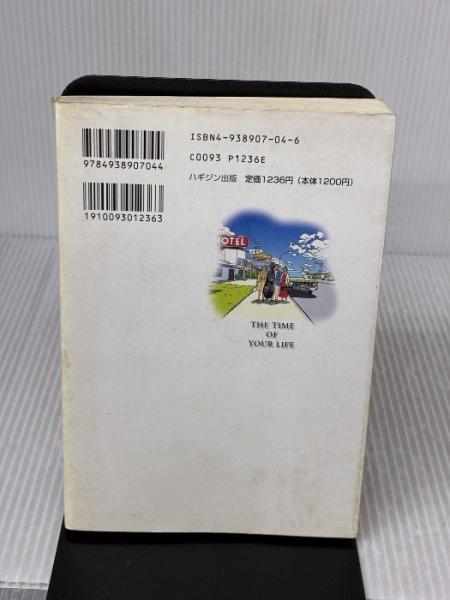 ISBN4-938907-04-6
C0093 P1236E
ハギジン出版 定価1236円(本体1200円)
9784938907044
1910093012363
OTEL
THE TIME
OF
YOUR LIFE